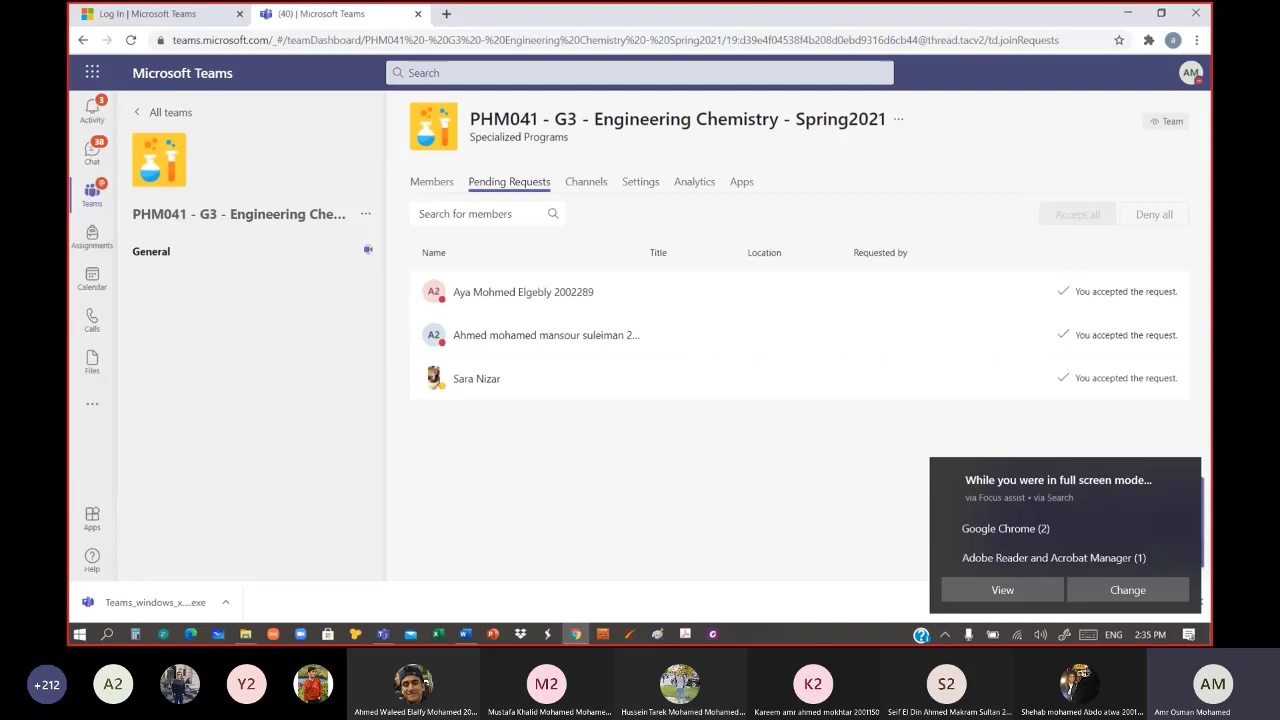 Log In | Microsoft Teams
(40) | Microsoft Teams
teams.microsoft.com/_#/teamDashboard/PHM041%20-%20G3%20-%20Engineering%20Chemistry%20-%20Spring2021/19:d39e4f04538f4b208d0ebd9316d6cb44@thread.tacv2/td.joinRequests
a
Microsoft Teams
Search
AM
3
Activity
38
Chat
@
Teams
Assignments
Calendar
Calls
Files
Apps
Help
All teams
PHM041 - G3 - Engineering Che...
General
PHM041 - G3 - Engineering Chemistry - Spring2021
Specialized Programs
Team
Members
Pending Requests
Channels
Settings
Analytics
Apps
Search for members
Accept all
Deny all
Name
Title
Location
Requested by
A2
Aya Mohmed Elgebly 2002289
You accepted the request.
A2
Ahmed mohamed mansour suleiman 2...
You accepted the request.
Sara Nizar
You accepted the request.
While you were in full screen mode...
via Focus assist • via Search
Google Chrome (2)
Adobe Reader and Acrobat Manager (1)
View
Change
Teams_windows_x....exe
ENG
2:35 PM
+212
A2
Y2
Ahmed Waleed Elalfy Mohamed 20...
M2
Mustafa Khalid Mohamed Mohame...
Hussein Tarek Mohamed Mohamed...
K2
Kareem amr ahmed mokhtar 2001150
S2
Seif El Din Ahmed Makram Sultan 2...
Shehab mohamed Abdo atwa 2001...
AM
Amr Osman Mohamed